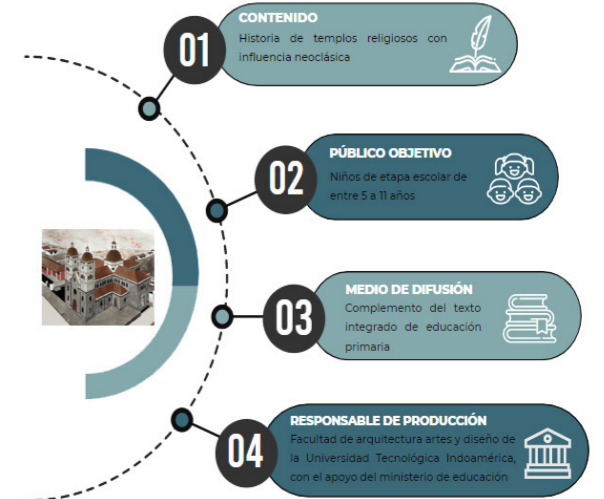 01
CONTENIDO
Historia de templos religiosos con
influencia neoclásica
02
PÚBLICO OBJETIVO
Niños de etapa escolar de
entre 5 a 11 años
03
MEDIO DE DIFUSIÓN
Complemento del texto
integrado de educación
primaria
04
RESPONSABLE DE PRODUCCIÓN
Facultad de arquitectura artes y diseño de
la Universidad Tecnológica Indoamérica,
con el apoyo del ministerio de educación